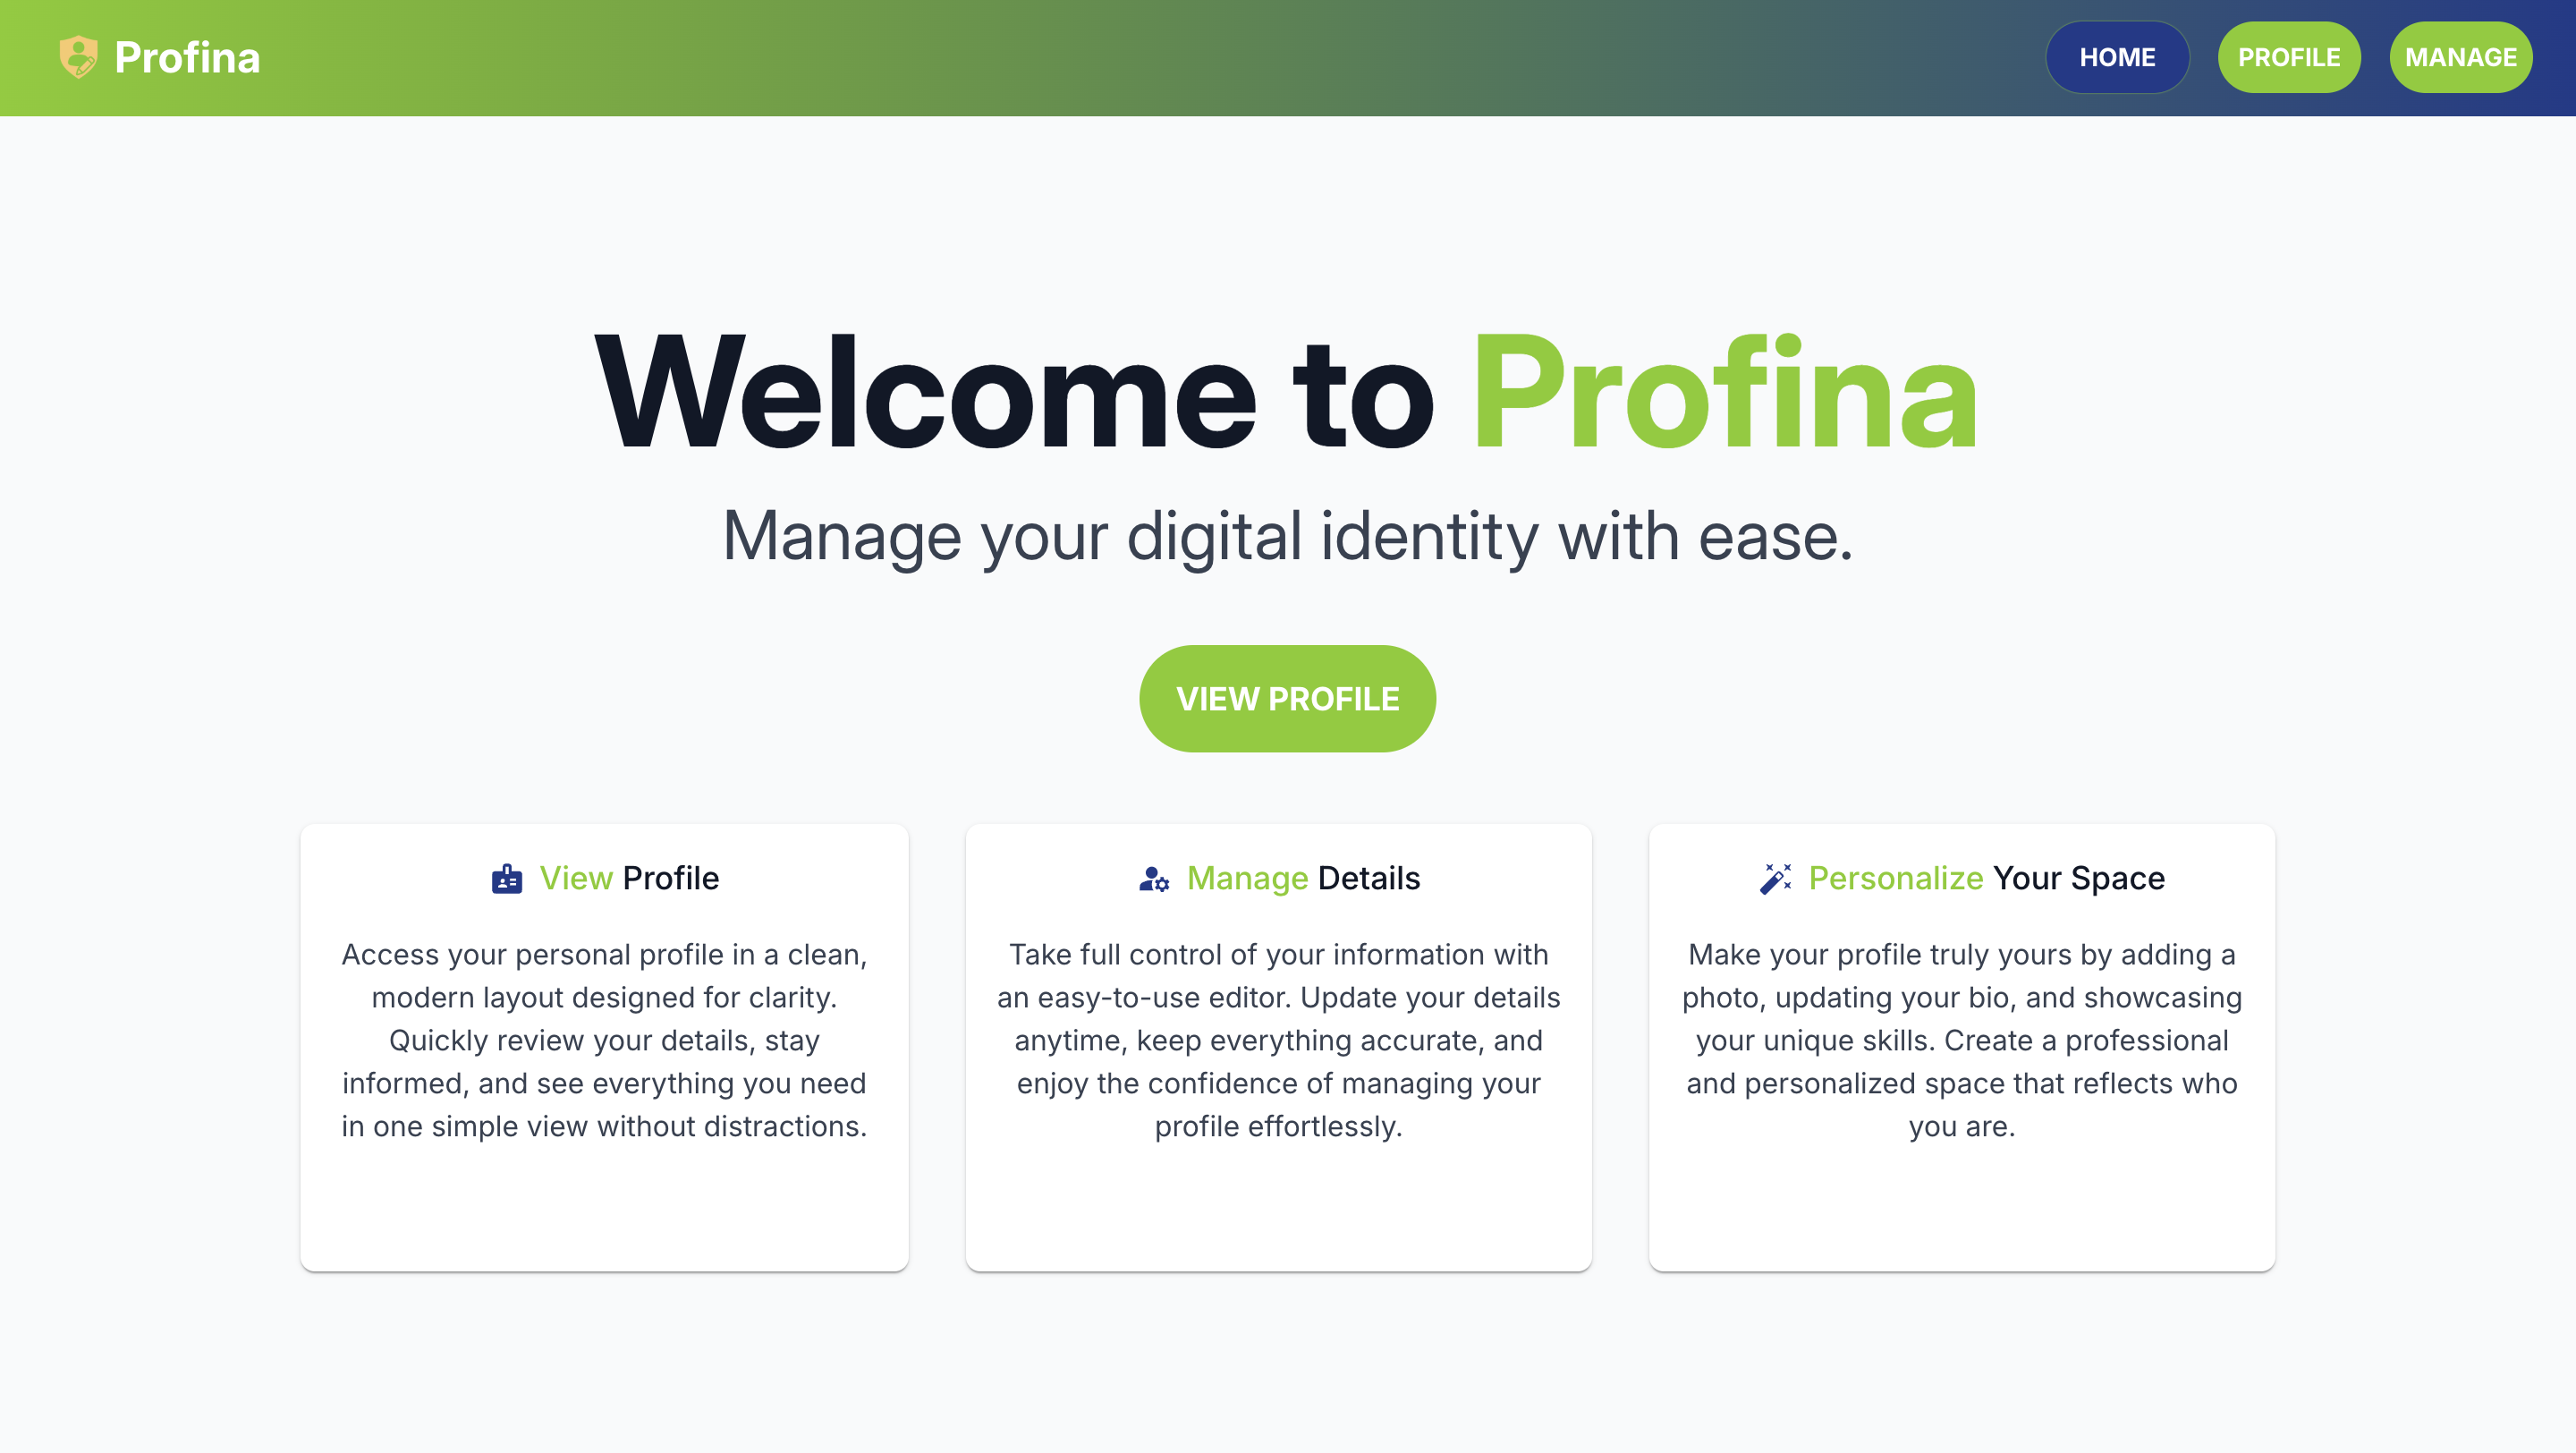 Profina
HOME
PROFILE
MANAGE
Welcome to Profina
Manage your digital identity with ease.
VIEW PROFILE
View Profile
Access your personal profile in a clean,
modern layout designed for clarity.
Quickly review your details, stay
informed, and see everything you need
in one simple view without distractions.
Manage Details
Take full control of your information with
an easy-to-use editor. Update your details
anytime, keep everything accurate, and
enjoy the confidence of managing your
profile effortlessly.
Personalize Your Space
Make your profile truly yours by adding a
photo, updating your bio, and showcasing
your unique skills. Create a professional
and personalized space that reflects who
you are.